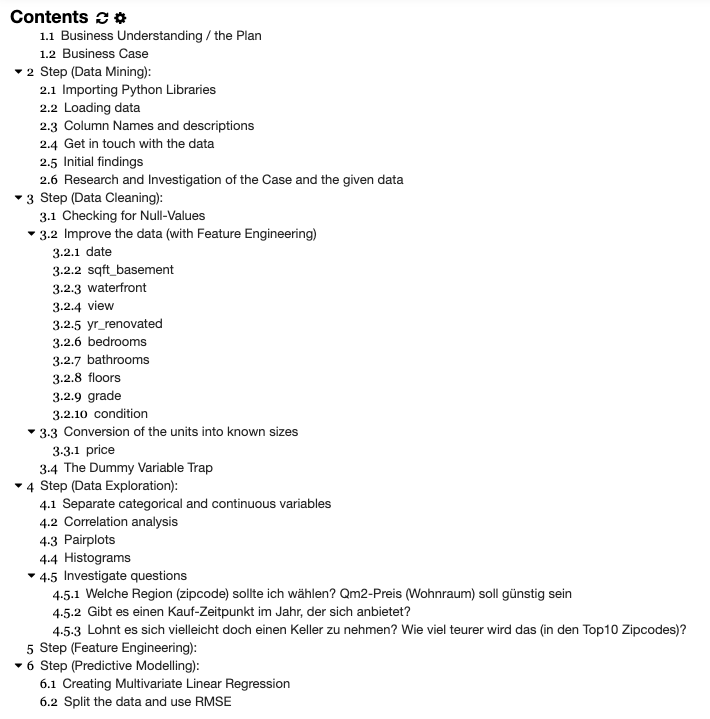 Contents
1.1 Business Understanding / the Plan
1.2 Business Case
2 Step (Data Mining):
2.1 Importing Python Libraries
2.2 Loading data
2.3 Column Names and descriptions
2.4 Get in touch with the data
2.5 Initial findings
2.6 Research and Investigation of the Case and the given data
3 Step (Data Cleaning):
3.1 Checking for Null-Values
3.2 Improve the data (with Feature Engineering)
3.2.1 date
3.2.2 sqft_basement
3.2.3 waterfront
3.2.4 view
3.2.5 yr_renovated
3.2.6 bedrooms
3.2.7 bathrooms
3.2.8 floors
3.2.9 grade
3.2.10 condition
3.3 Conversion of the units into known sizes
3.3.1 price
3.4 The Dummy Variable Trap
4 Step (Data Exploration):
4.1 Separate categorical and continuous variables
4.2 Correlation analysis
4.3 Pairplots
4.4 Histograms
4.5 Investigate questions
4.5.1 Welche Region (zipcode) sollte ich wählen? Qm2-Preis (Wohnraum) soll günstig sein
4.5.2 Gibt es einen Kauf-Zeitpunkt im Jahr, der sich anbietet?
4.5.3 Lohnt es sich vielleicht doch einen Keller zu nehmen? Wie viel teurer wird das (in den Top10 Zipcodes)?
5 Step (Feature Engineering):
6 Step (Predictive Modelling):
6.1 Creating Multivariate Linear Regression
6.2 Split the data and use RMSE